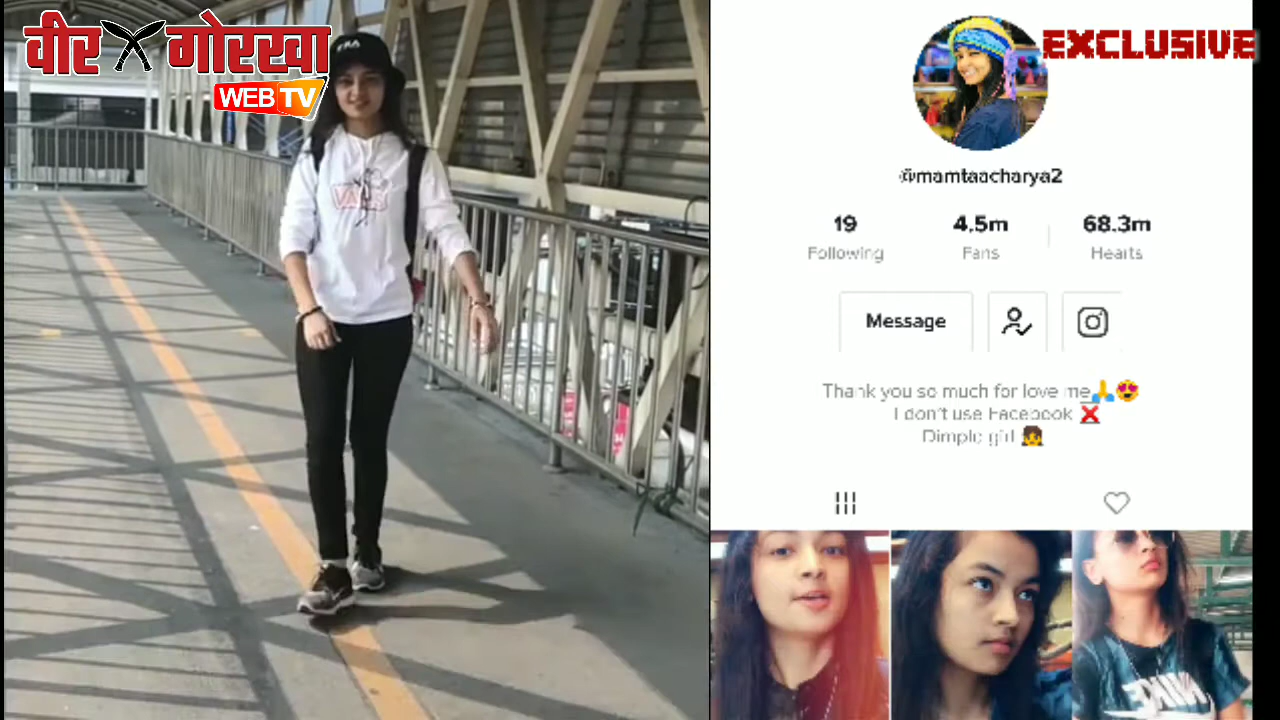 वीर गोरखा
WEB TV
EXCLUSIVE
FILA
VANS
@mamtaacharya2
19
4.5m
68.3m
Following
Fans
Hearts
Message
Thank you so much for love me🙏😍
I don't use Facebook ❌
Dimple girl 👧
NIKE